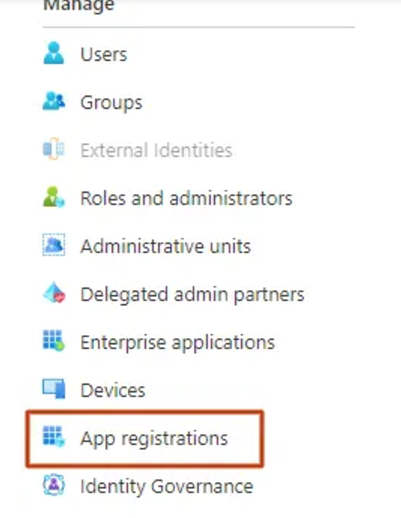 Manage
Users
Groups
External Identities
Roles and administrators
Administrative units
Delegated admin partners
Enterprise applications
Devices
App registrations
Identity Governance